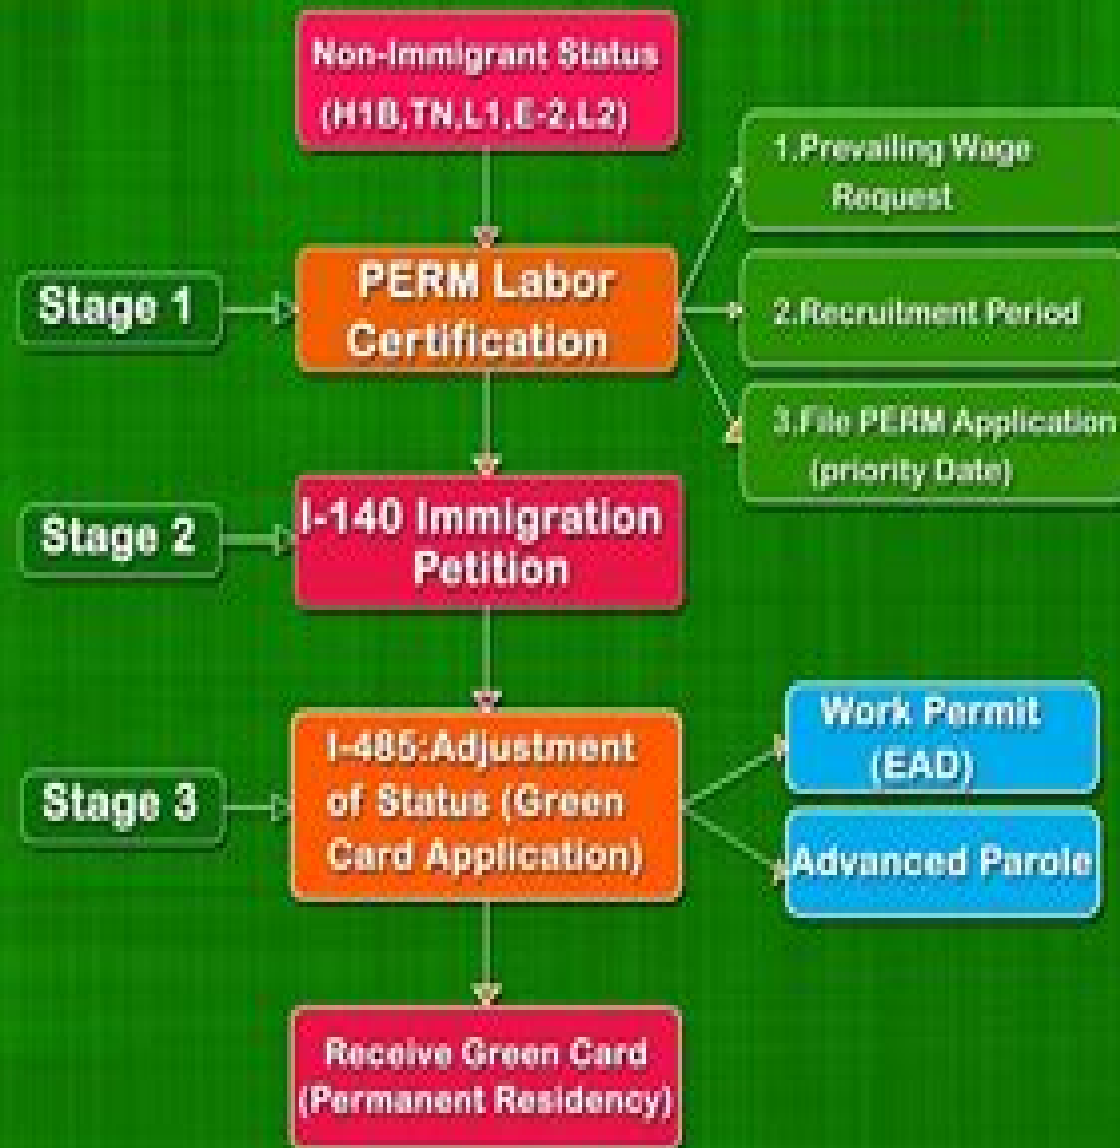 Non-Immigrant Status
(H1B,TN,L1,E-2,L2)
Stage 1
PERM Labor
Certification
1.Prevailing Wage
Request
2.Recruitment Period
3.File PERM Application
(priority Date)
Stage 2
I-140 Immigration
Petition
Stage 3
I-485:Adjustment
of Status (Green
Card Application)
Work Permit
(EAD)
Advanced Parole
Receive Green Card
(Permanent Residency)